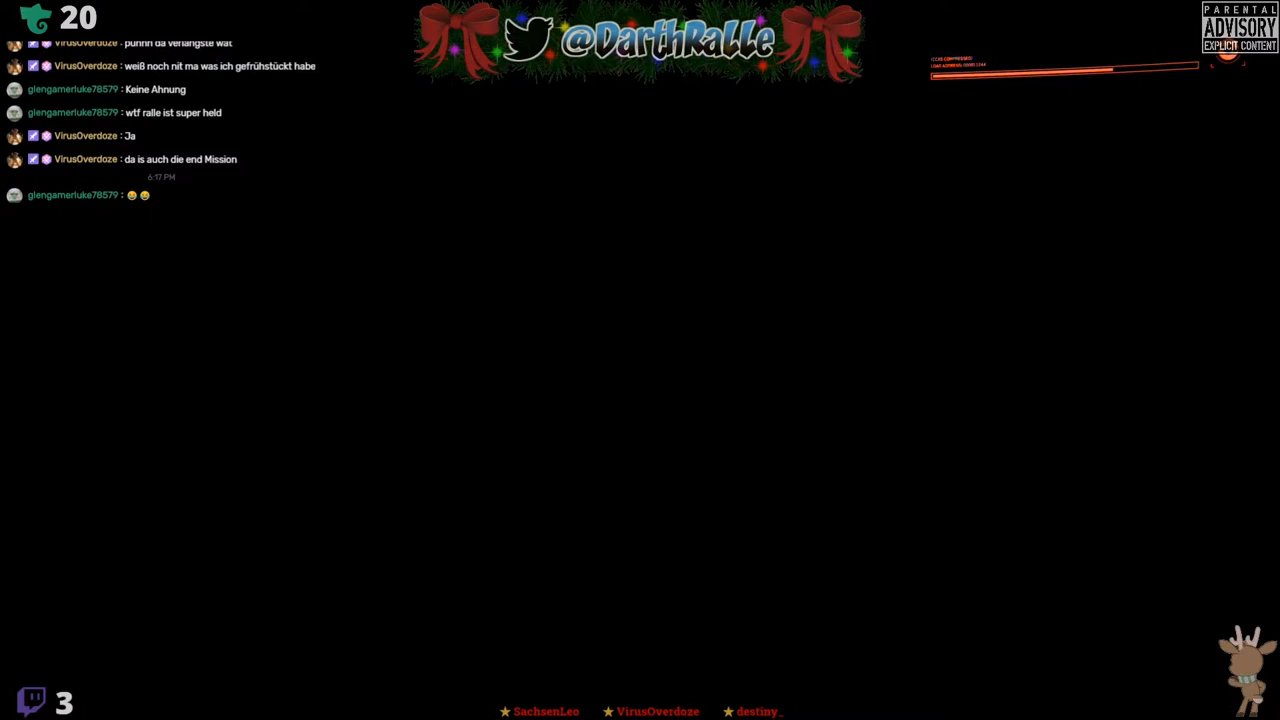 20
@DarthRaLLe
PARENTAL
ADVISORY
EXPLICIT CONTENT
VirusOverdoze : puhhh da verlangste wat
VirusOverdoze : weiß noch nit ma was ich gefrühstückt habe
glengamerluke78579 : Keine Ahnung
glengamerluke78579 : wtf ralle ist super held
VirusOverdoze : Ja
VirusOverdoze : da is auch die end Mission
6:17 PM
glengamerluke78579 : 😂 😂
3
★ SachsenLeo ★ VirusOverdoze ★ destiny_